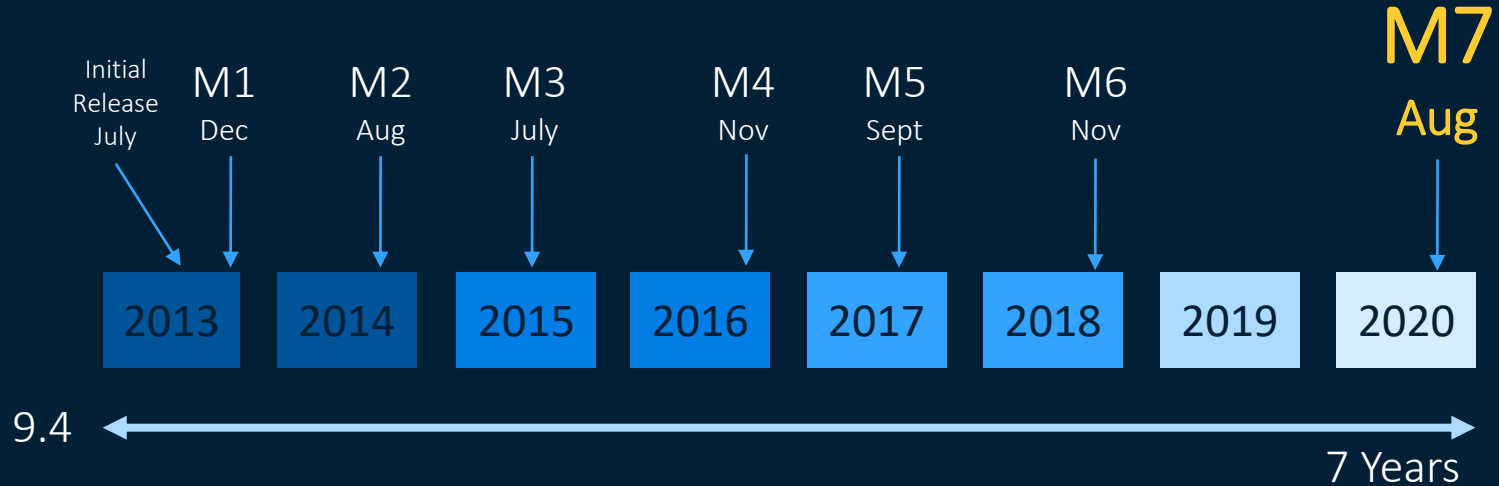 M7
Initial
Release
July
M1
Dec
M2
Aug
M3
July
M4
Nov
M5
Sept
M6
Nov
Aug
2013
2014
2015
2016
2017
2018
2019
2020
9.4
7 Years